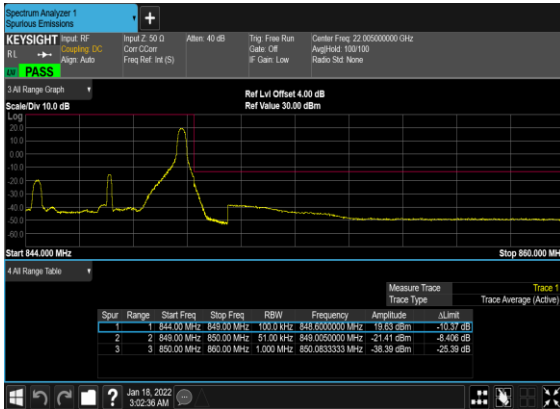 Spectrum Analyzer 1
Spurious Emissions
+
KEYSIGHT Input: RF Input Z: 50 Ω Atten: 40 dB Trig: Free Run Center Freq: 22.005000000 GHz
RL Coupling: DC Corr CCorr Gate: Off Avg|Hold: 100/100
Align: Auto Freq Ref: Int (S) IF Gain: Low Radio Std: None
PASS
3 All Range Graph Ref Lvl Offset 4.00 dB
Scale/Div 10.0 dB Ref Value 30.00 dBm
Log
20.0
10.0
0.00
-10.0
-20.0
-30.0
-40.0
-50.0
-60.0
Start 844.000 MHz Stop 860.000 MH
4 All Range Table
Measure Trace Trace 1
Trace Type Trace Average (Active)
Spur Range Start Freq Stop Freq RBW Frequency Amplitude ΔLimit
1 1 844.00 MHz 849.00 MHz 100.0 kHz 848.6000000 MHz 19.63 dBm -10.37 dB
2 2 849.00 MHz 850.00 MHz 51.00 kHz 849.0050000 MHz -21.41 dBm -8.406 dB
3 3 850.00 MHz 860.00 MHz 1.000 MHz 850.0833333 MHz -38.39 dBm -25.39 dB
? Jan 18, 2022
3:02:36 AM